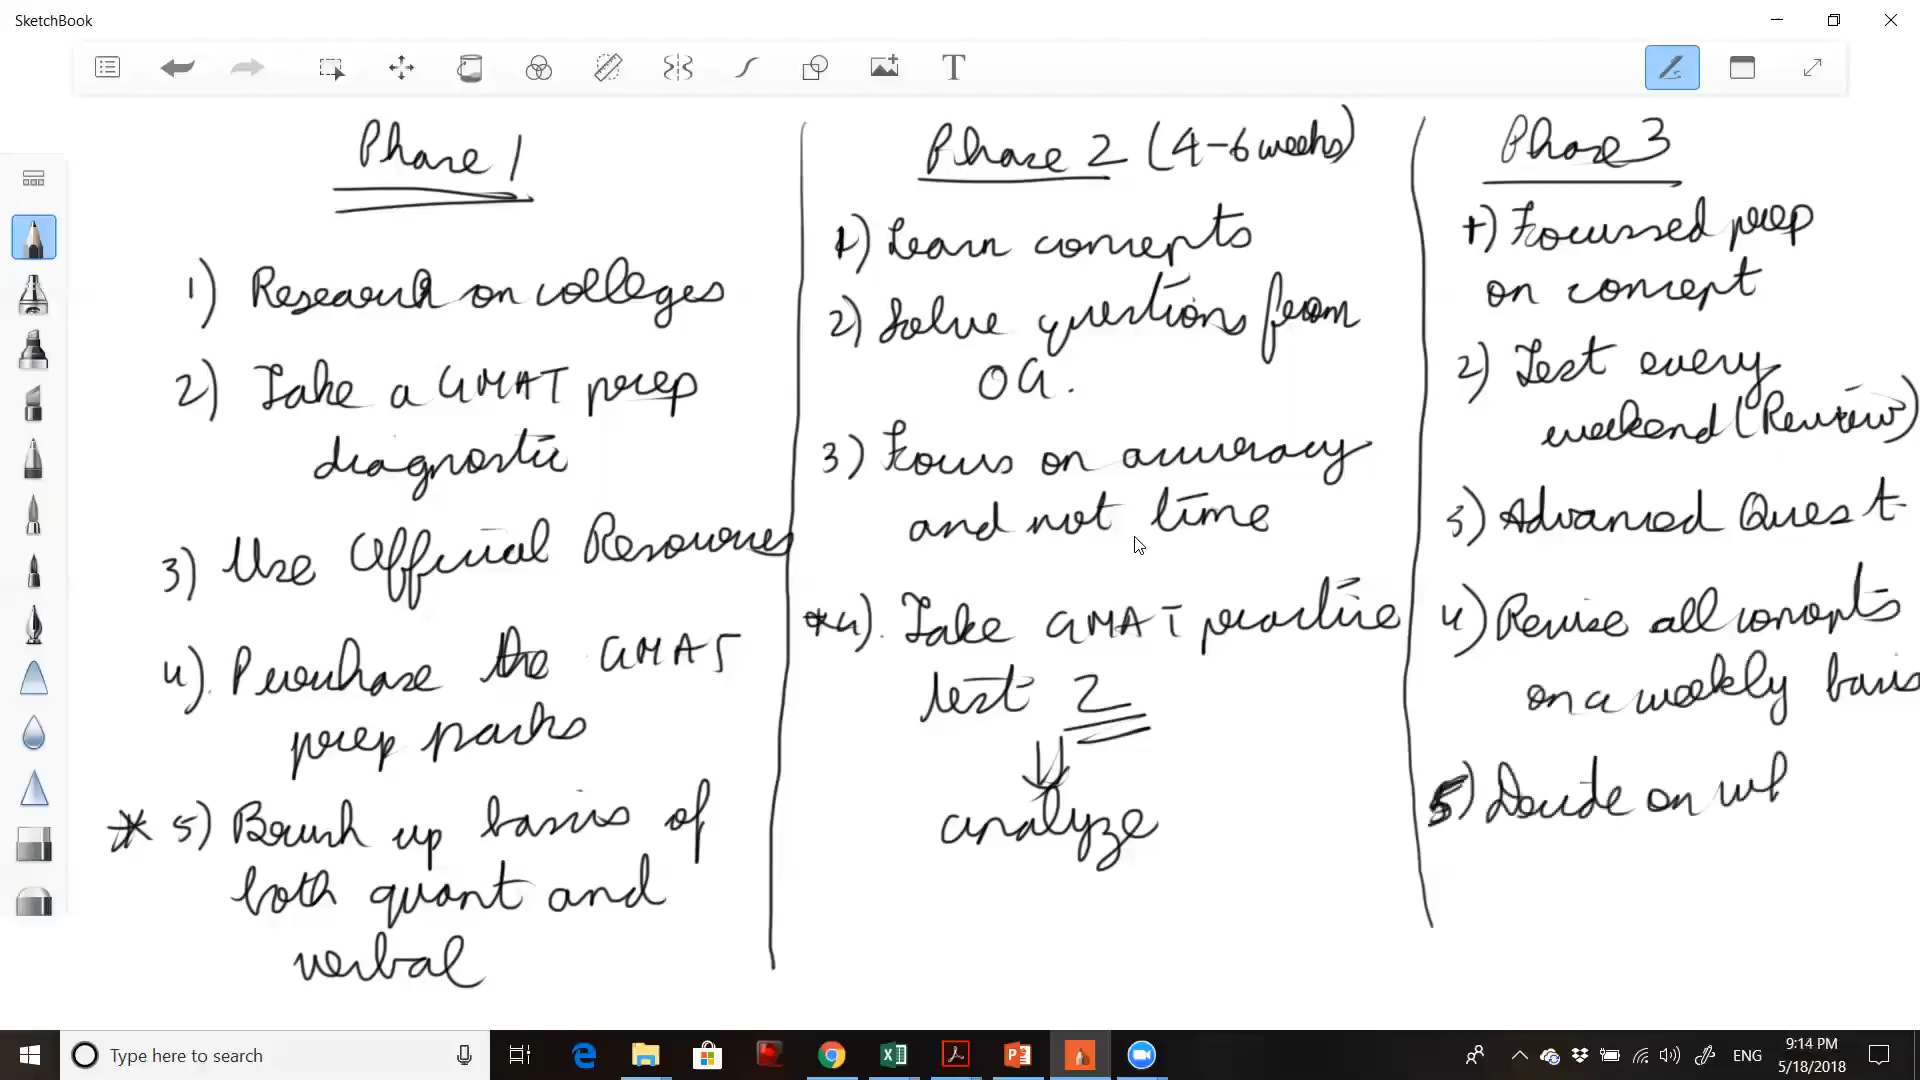 SketchBook
Phase 1
1) Research on colleges
2) Take a GMAT prep
diagnostic
3) Use Official Resources
4). Purchase the GMAT
prep packs
* 5) Brush up basics of
both quant and
verbal
Phase 2 (4-6 weeks)
1) Learn concepts
2) Solve questions from
OG.
3) Focus on accuracy
and not time
*4). Take GMAT practice
test 2
analyze
Phase 3
1) Focussed prep
on concept
2) Test every
weekend (Review)
3) Advanced Quest
4) Revise all concepts
on a weekly basis
5) Decide on wh
Type here to search
ENG
9:14 PM
5/18/2018